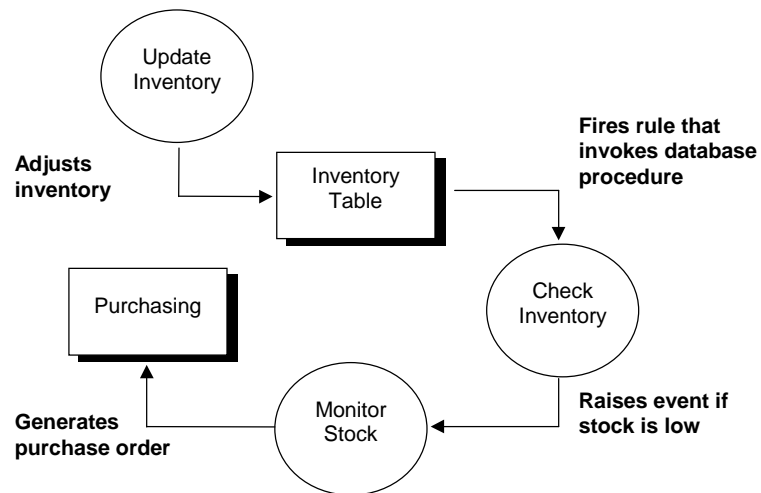 Update
Inventory
Adjusts
inventory
Inventory
Table
Fires rule that
invokes database
procedure
Check
Inventory
Raises event if
stock is low
Monitor
Stock
Generates
purchase order
Purchasing